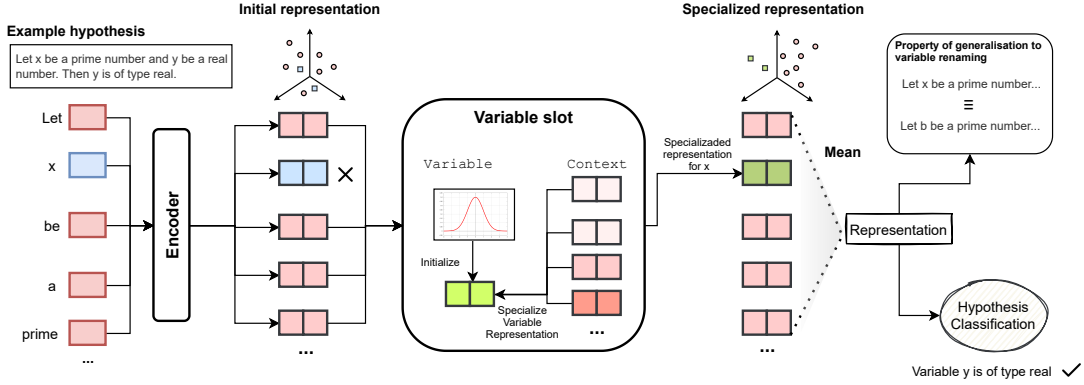 Initial representation
Specialized representation
Example hypothesis
Let x be a prime number and y be a real
number. Then y is of type real.
Let
x
be
a
prime
...
Encoder
...
Variable slot
Variable
Context
Initialize
Specialize
Variable
Representation
...
Specializaded
representation
for x
...
Mean
Representation
Property of generalisation to
variable renaming
Let x be a prime number...
≡
Let b be a prime number...
Hypothesis
Classification
Variable y is of type real